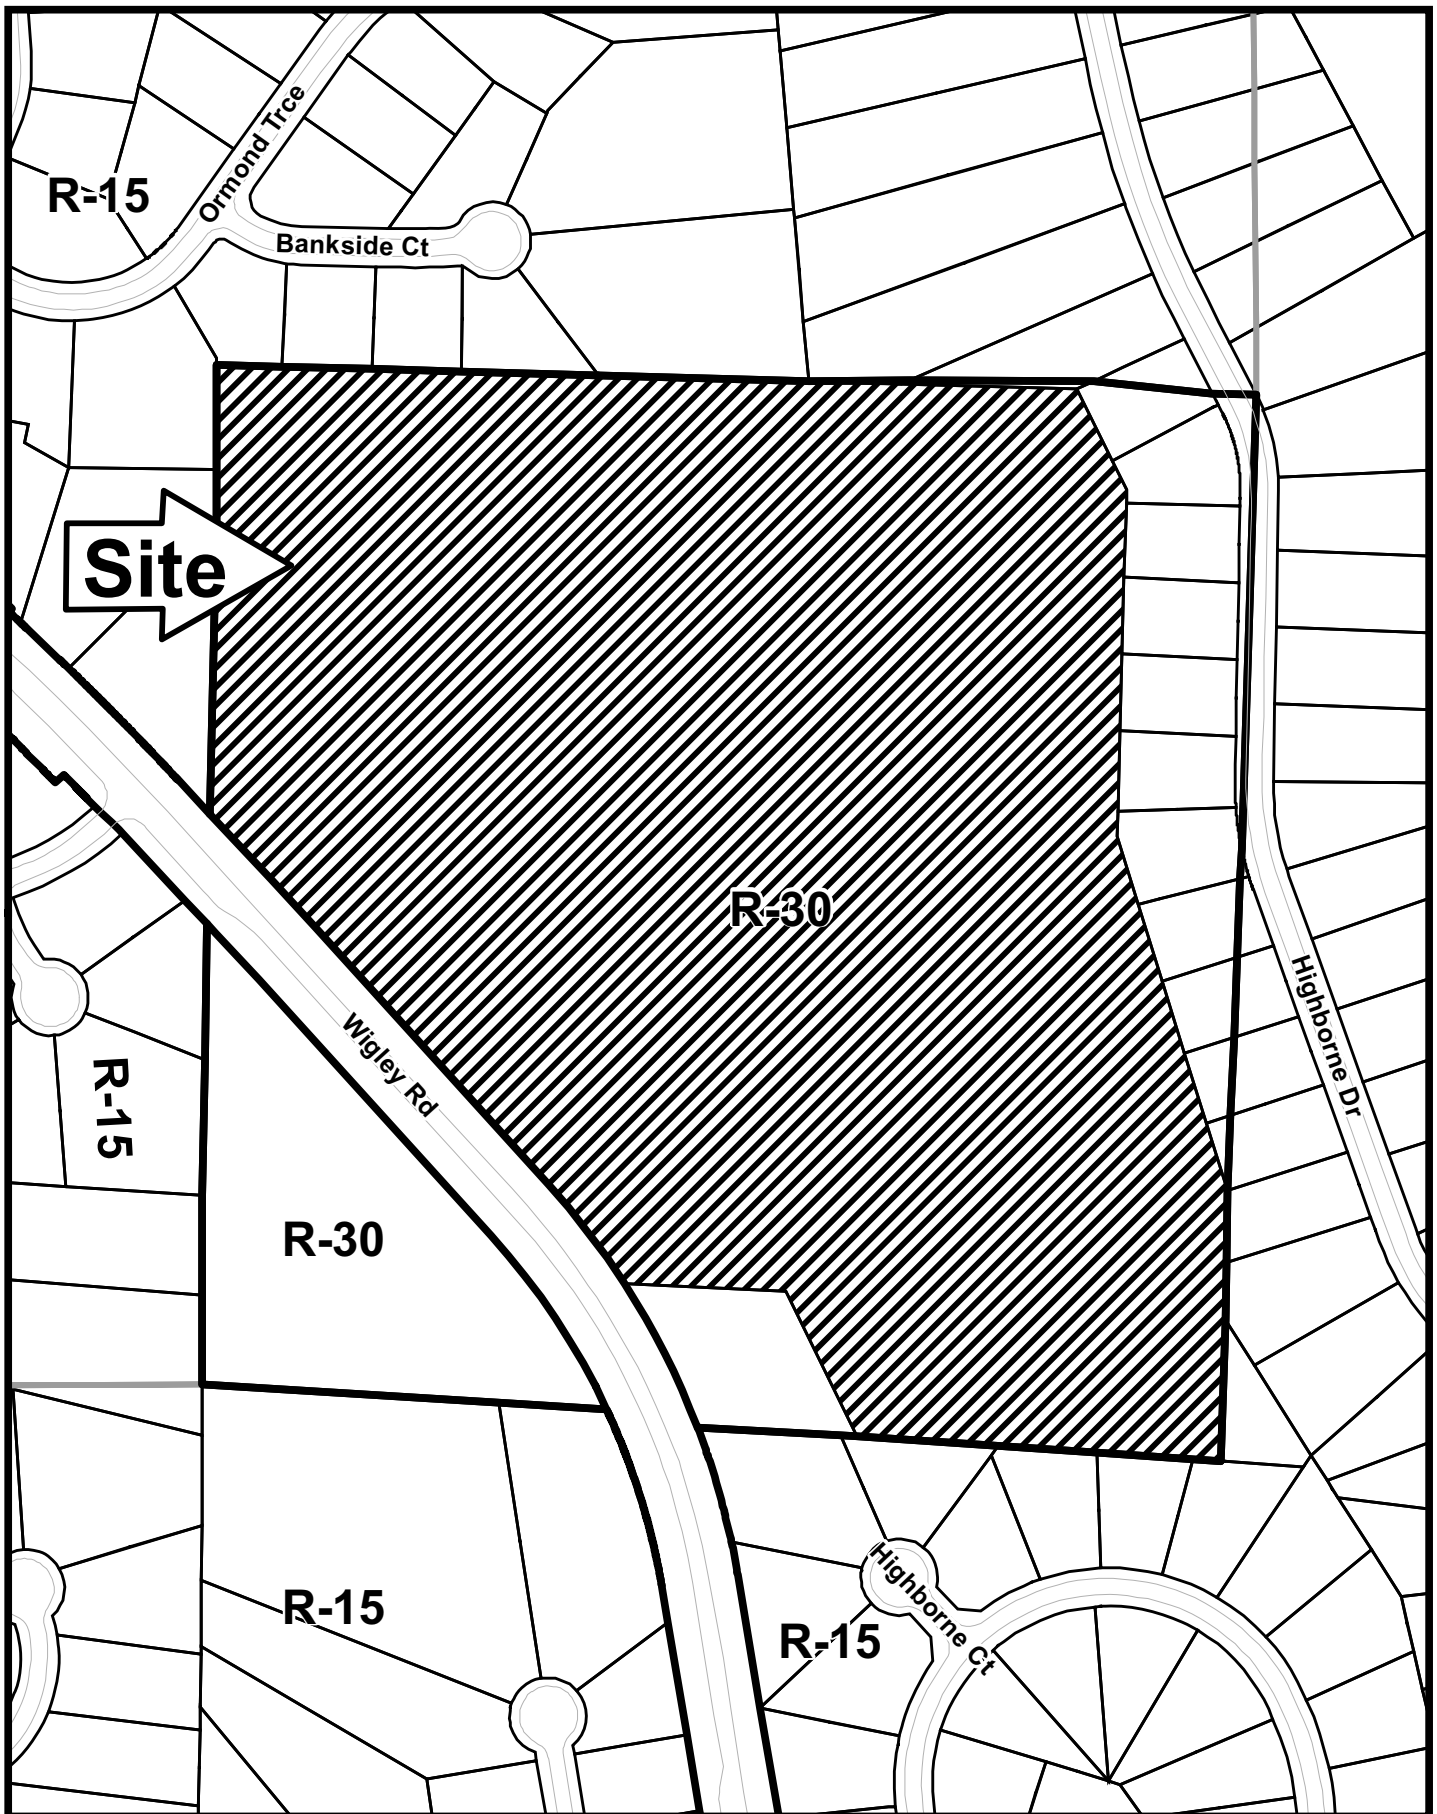 Ormond Trce
R-15
Bankside Ct
Site
R-30
Highborne Dr
Wigley Rd
R-15
R-30
Highborne Ct
R-15
R-15